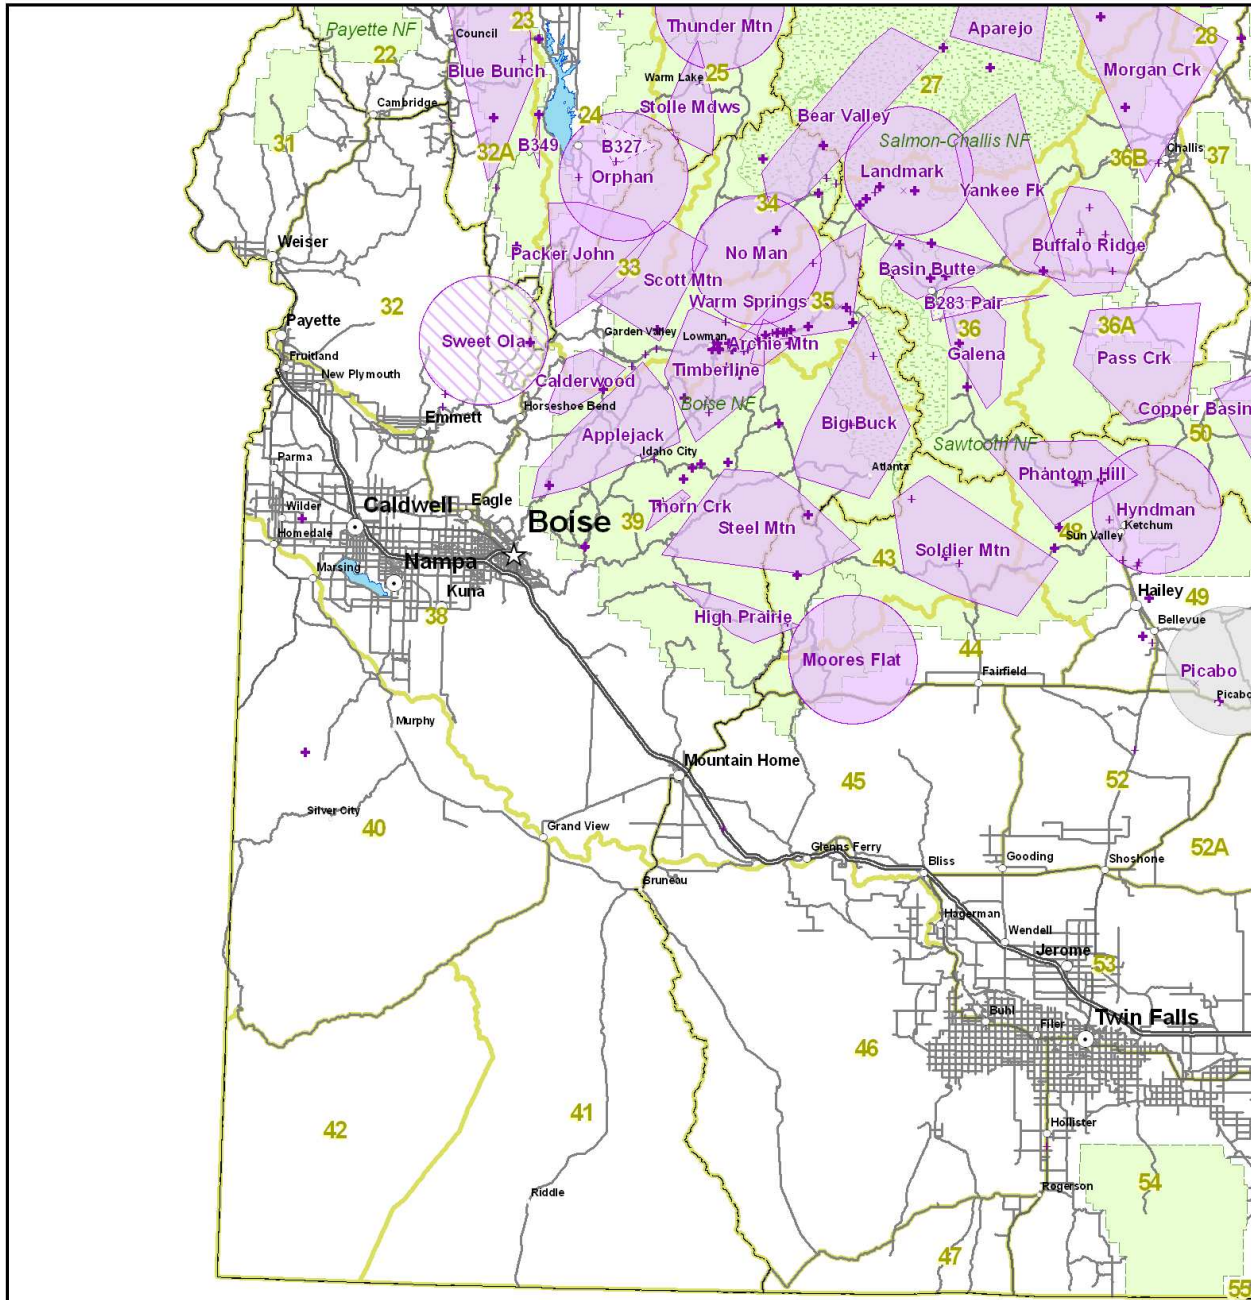 Payette NF
23
Thunder Mtn
Aparejo
28
Council
22
Blue Bunch
Warm Lake
25
27
Morgan Crk
Cambridge
Stolle Mdws
24
Bear Valley
31
32A
B349
B327
Salmon-Challis NF
36B
Challis
37
Orphan
Landmark
Yankee Fk
34
Weiser
Packer John
33
No Man
Buffalo Ridge
Scott Mtn
Basin Butte
32
Warm Springs
35
B283 Pair
Payette
Garden Valley
Lowman
36
36A
Sweet Ola
Archie Mtn
Galena
Pass Crk
Fruitland
New Plymouth
Calderwood
Timberline
Horseshoe Bend
Boise NF
Copper Basin
Emmett
Big Buck
50
Applejack
Sawtooth NF
Parma
Idaho City
Atlanta
Phantom Hill
Wilder
Caldwell
Eagle
Thorn Crk
Hyndman
Boise
39
Steel Mtn
Ketchum
Homedale
48
Sun Valley
Marsing
Nampa
43
Soldier Mtn
Kuna
Hailey
49
38
High Prairie
Bellevue
44
Moores Flat
Fairfield
Picabo
Picabo
Murphy
Mountain Home
45
52
Silver City
40
Grand View
Glenns Ferry
Bliss
Gooding
Shoshone
52A
Bruneau
Hagerman
Wendell
Jerome
53
Buhl
Filer
Twin Falls
46
41
42
Hollister
Riddle
Rogerson
54
47
55